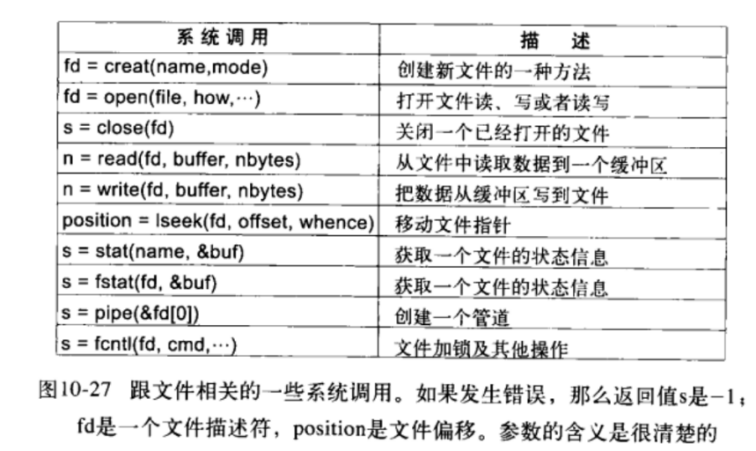 系统调用 描 述
fd = creat(name,mode) 创建新文件的一种方法
fd = open(file, how,…) 打开文件读、写或者读写
s = close(fd) 关闭一个已经打开的文件
n = read(fd, buffer, nbytes) 从文件中读取数据到一个缓冲区
n = write(fd, buffer, nbytes) 把数据从缓冲区写到文件
position = lseek(fd, offset, whence) 移动文件指针
s = stat(name, &buf) 获取一个文件的状态信息
s = fstat(fd, &buf) 获取一个文件的状态信息
s = pipe(&fd[0]) 创建一个管道
s = fcntl(fd, cmd,…) 文件加锁及其他操作
图10-27 跟文件相关的一些系统调用。如果发生错误，那么返回值s是−1；
fd是一个文件描述符，position是文件偏移。参数的含义是很清楚的